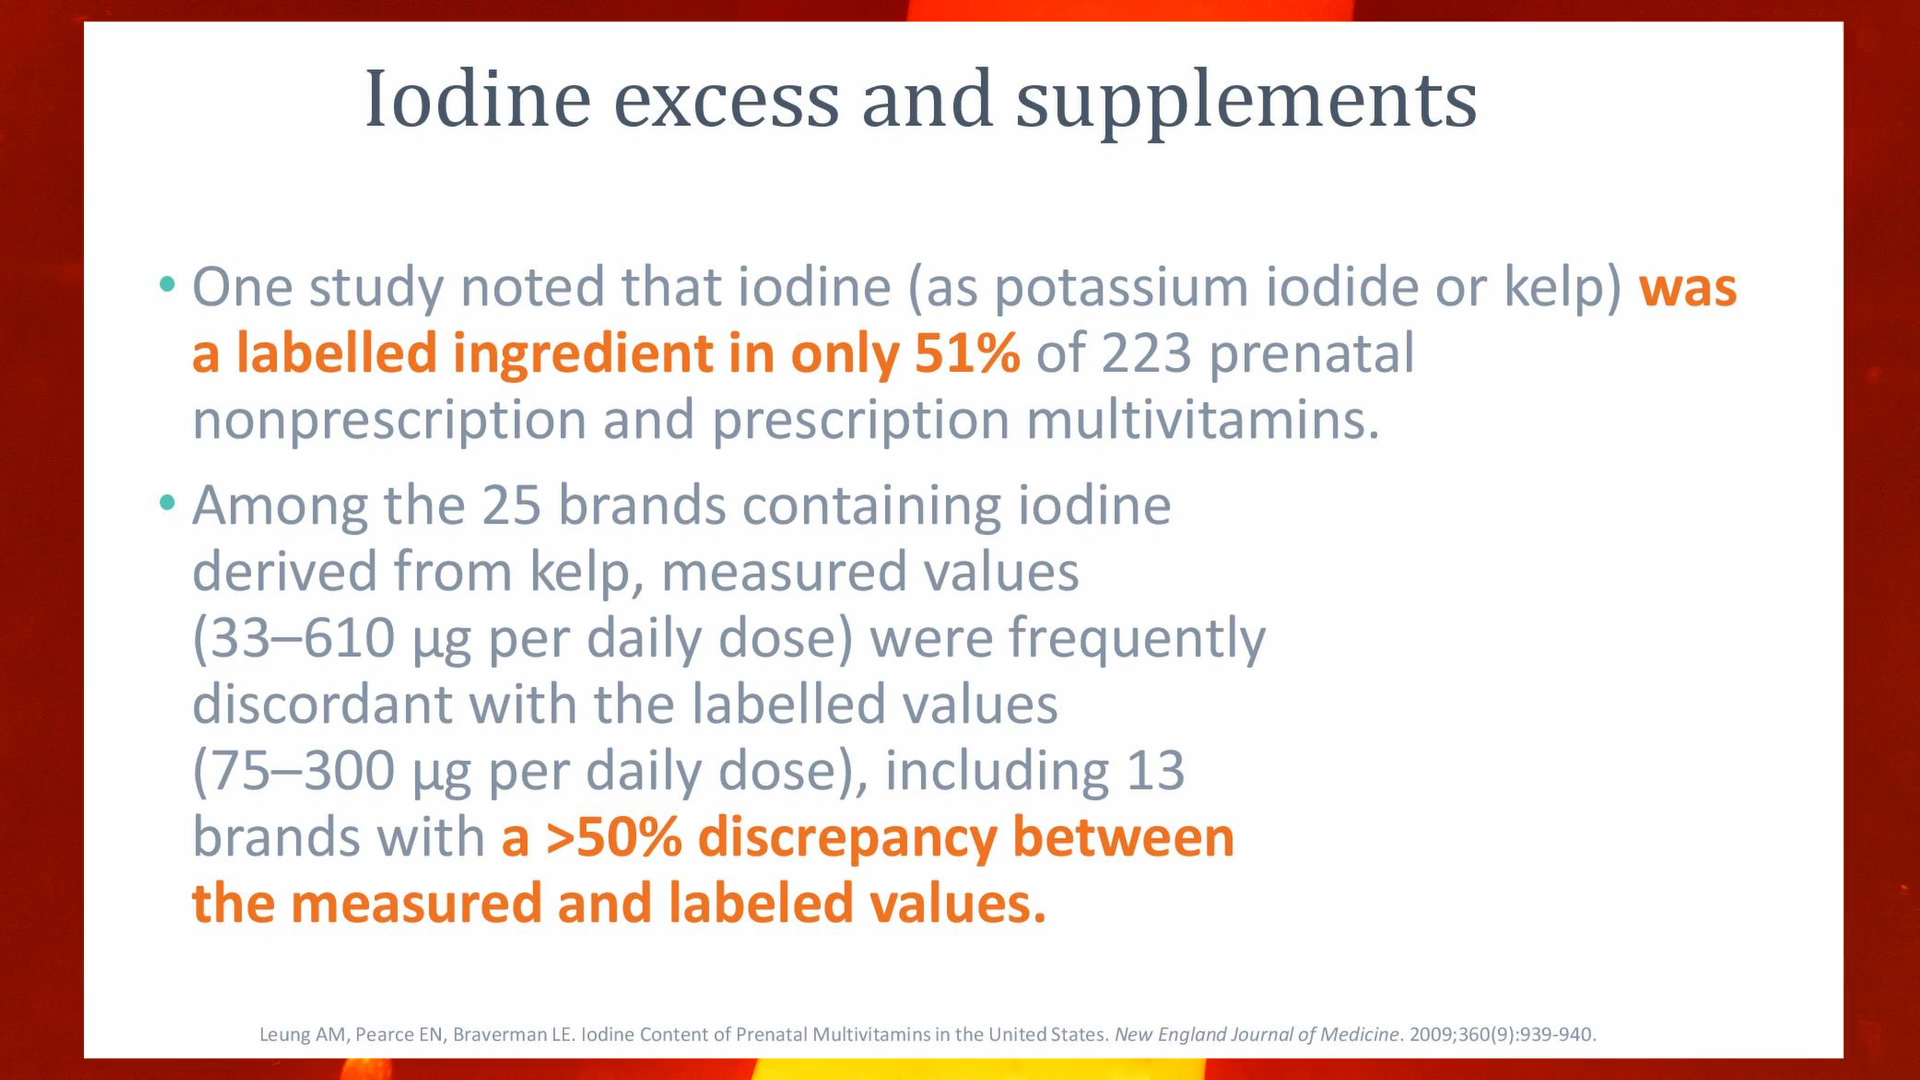 Iodine excess and supplements
• One study noted that iodine (as potassium iodide or kelp) was
a labelled ingredient in only 51% of 223 prenatal
nonprescription and prescription multivitamins.
• Among the 25 brands containing iodine
derived from kelp, measured values
(33–610 µg per daily dose) were frequently
discordant with the labelled values
(75–300 µg per daily dose), including 13
brands with a >50% discrepancy between
the measured and labeled values.
Leung AM, Pearce EN, Braverman LE. Iodine Content of Prenatal Multivitamins in the United States. New England Journal of Medicine. 2009;360(9):939-940.